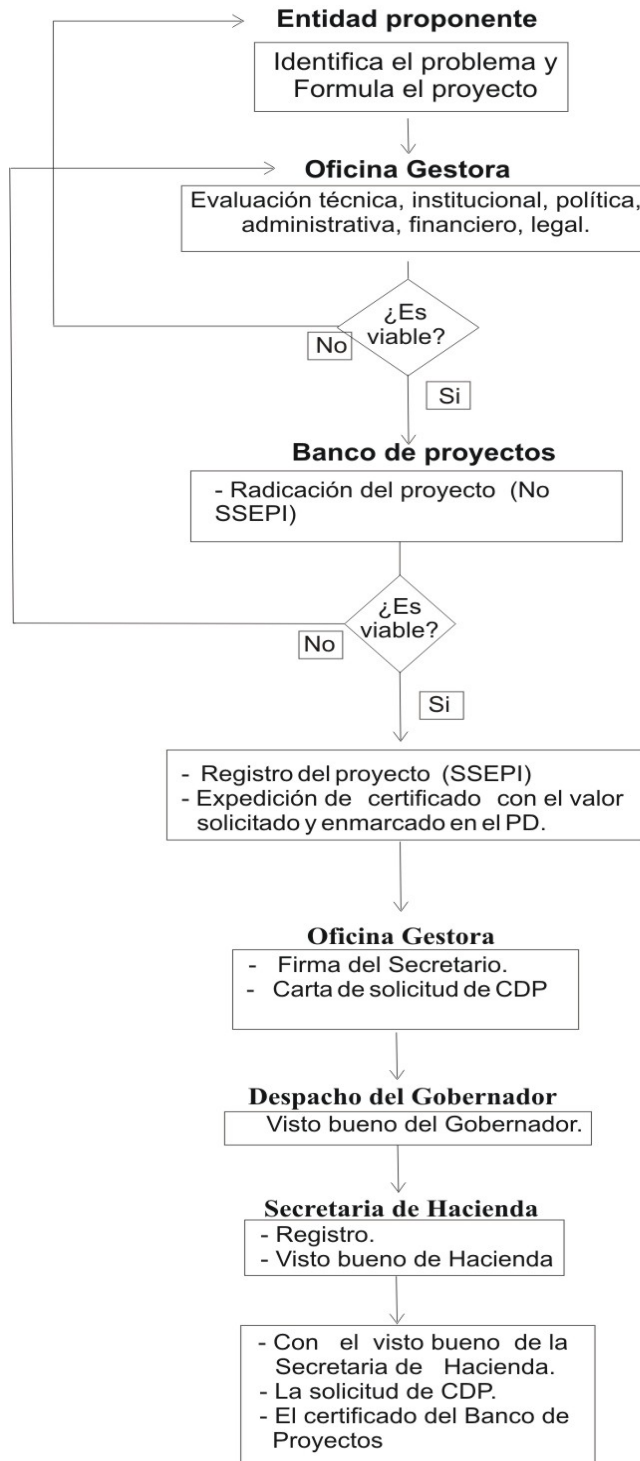 Entidad proponente
Identifica el problema y
Formula el proyecto
Oficina Gestora
Evaluación técnica, institucional, política,
administrativa, financiero, legal.
¿Es
viable?
No
Si
Banco de proyectos
- Radicación del proyecto (No
SSEPI)
¿Es
viable?
No
Si
- Registro del proyecto (SSEPI)
- Expedición de certificado con el valor
solicitado y enmarcado en el PD.
Oficina Gestora
- Firma del Secretario.
- Carta de solicitud de CDP
Despacho del Gobernador
Visto bueno del Gobernador.
Secretaria de Hacienda
- Registro.
- Visto bueno de Hacienda
- Con el visto bueno de la
Secretaria de Hacienda.
- La solicitud de CDP.
- El certificado del Banco de
Proyectos